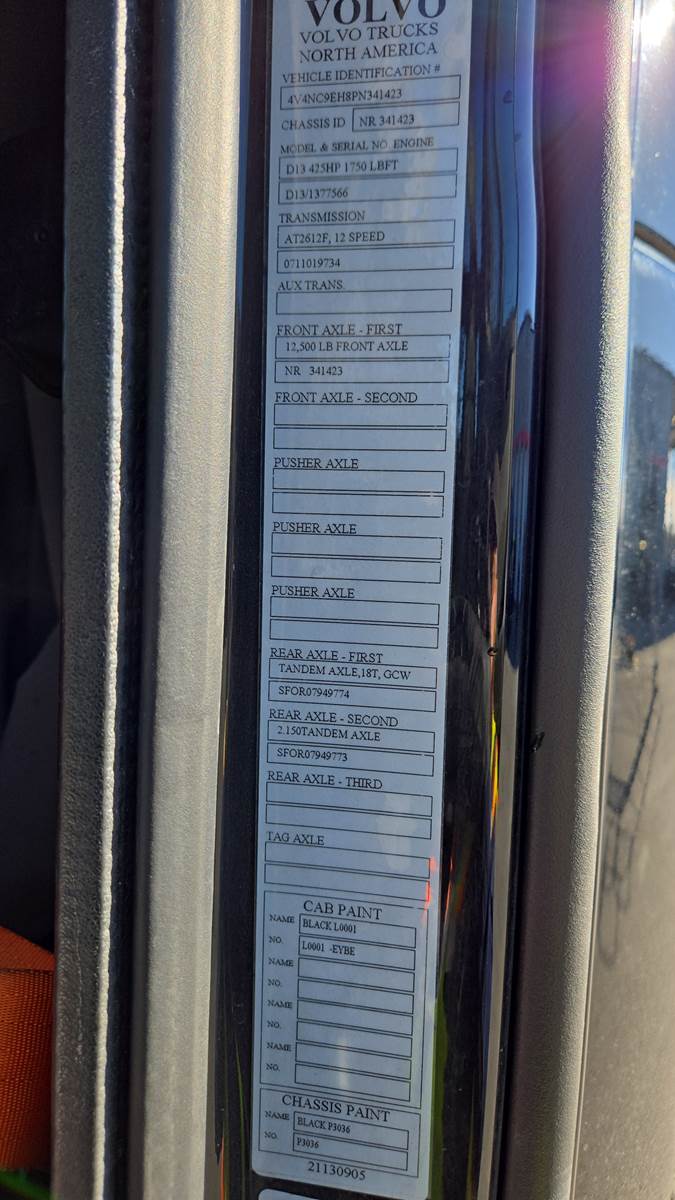 VOLVO
VOLVO TRUCKS
NORTH AMERICA
VEHICLE IDENTIFICATION #
4V4NC9EH8PN341423
CHASSIS ID NR 341423
MODEL & SERIAL NO. ENGINE
D13 425HP 1750 LBFT
D13/1377566
TRANSMISSION
AT2612F, 12 SPEED
0711019734
AUX TRANS.
FRONT AXLE - FIRST
12,500 LB FRONT AXLE
NR 341423
FRONT AXLE - SECOND
PUSHER AXLE
PUSHER AXLE
PUSHER AXLE
REAR AXLE - FIRST
TANDEM AXLE,18T, GCW
SFOR07949774
REAR AXLE - SECOND
2.150TANDEM AXLE
SFOR07949773
REAR AXLE - THIRD
TAG AXLE
CAB PAINT
NAME BLACK L0001
NO. L0001 -EYBE
NAME
NO.
NAME
NO.
NAME
NO.
CHASSIS PAINT
NAME BLACK P3036
NO. P3036
21130905